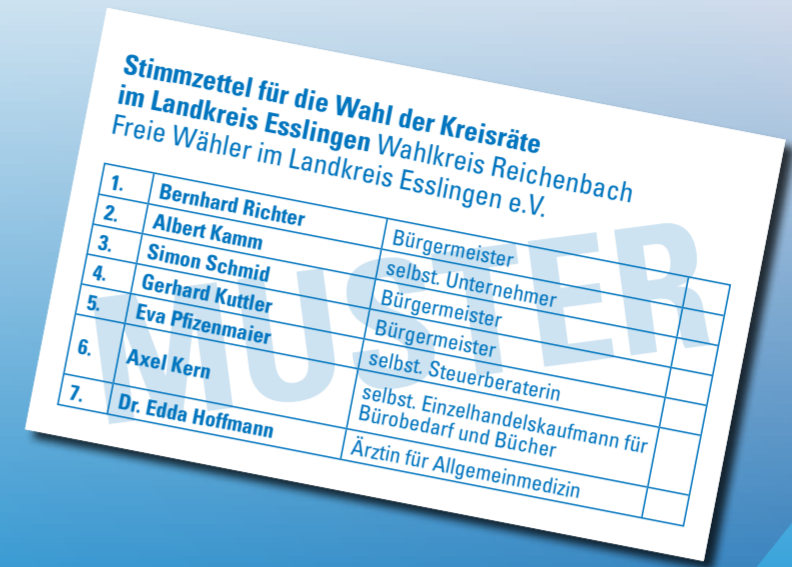 Stimmzettel für die Wahl der Kreisräte
im Landkreis Esslingen Wahlkreis Reichenbach
Freie Wähler im Landkreis Esslingen e.V.
1. Bernhard Richter Bürgermeister
2. Albert Kamm selbst. Unternehmer
3. Simon Schmid Bürgermeister
4. Gerhard Kuttler Bürgermeister
5. Eva Pfizenmaier selbst. Steuerberaterin
6. Axel Kern selbst. Einzelhandelskaufmann für
Bürobedarf und Bücher
7. Dr. Edda Hoffmann Ärztin für Allgemeinmedizin
MUSTER